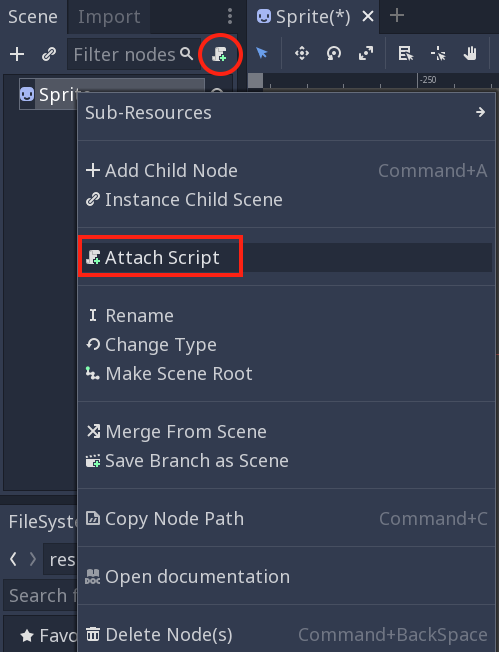 Scene Import Sprite(*)
Filter nodes
-250
Sprite
Sub-Resources
Add Child Node Command+A
Instance Child Scene
Attach Script
Rename
Change Type
Make Scene Root
Merge From Scene
Save Branch as Scene
Copy Node Path Command+C
FileSyst
res
Open documentation
DOC
Search f
Favo
Delete Node(s) Command+BackSpace